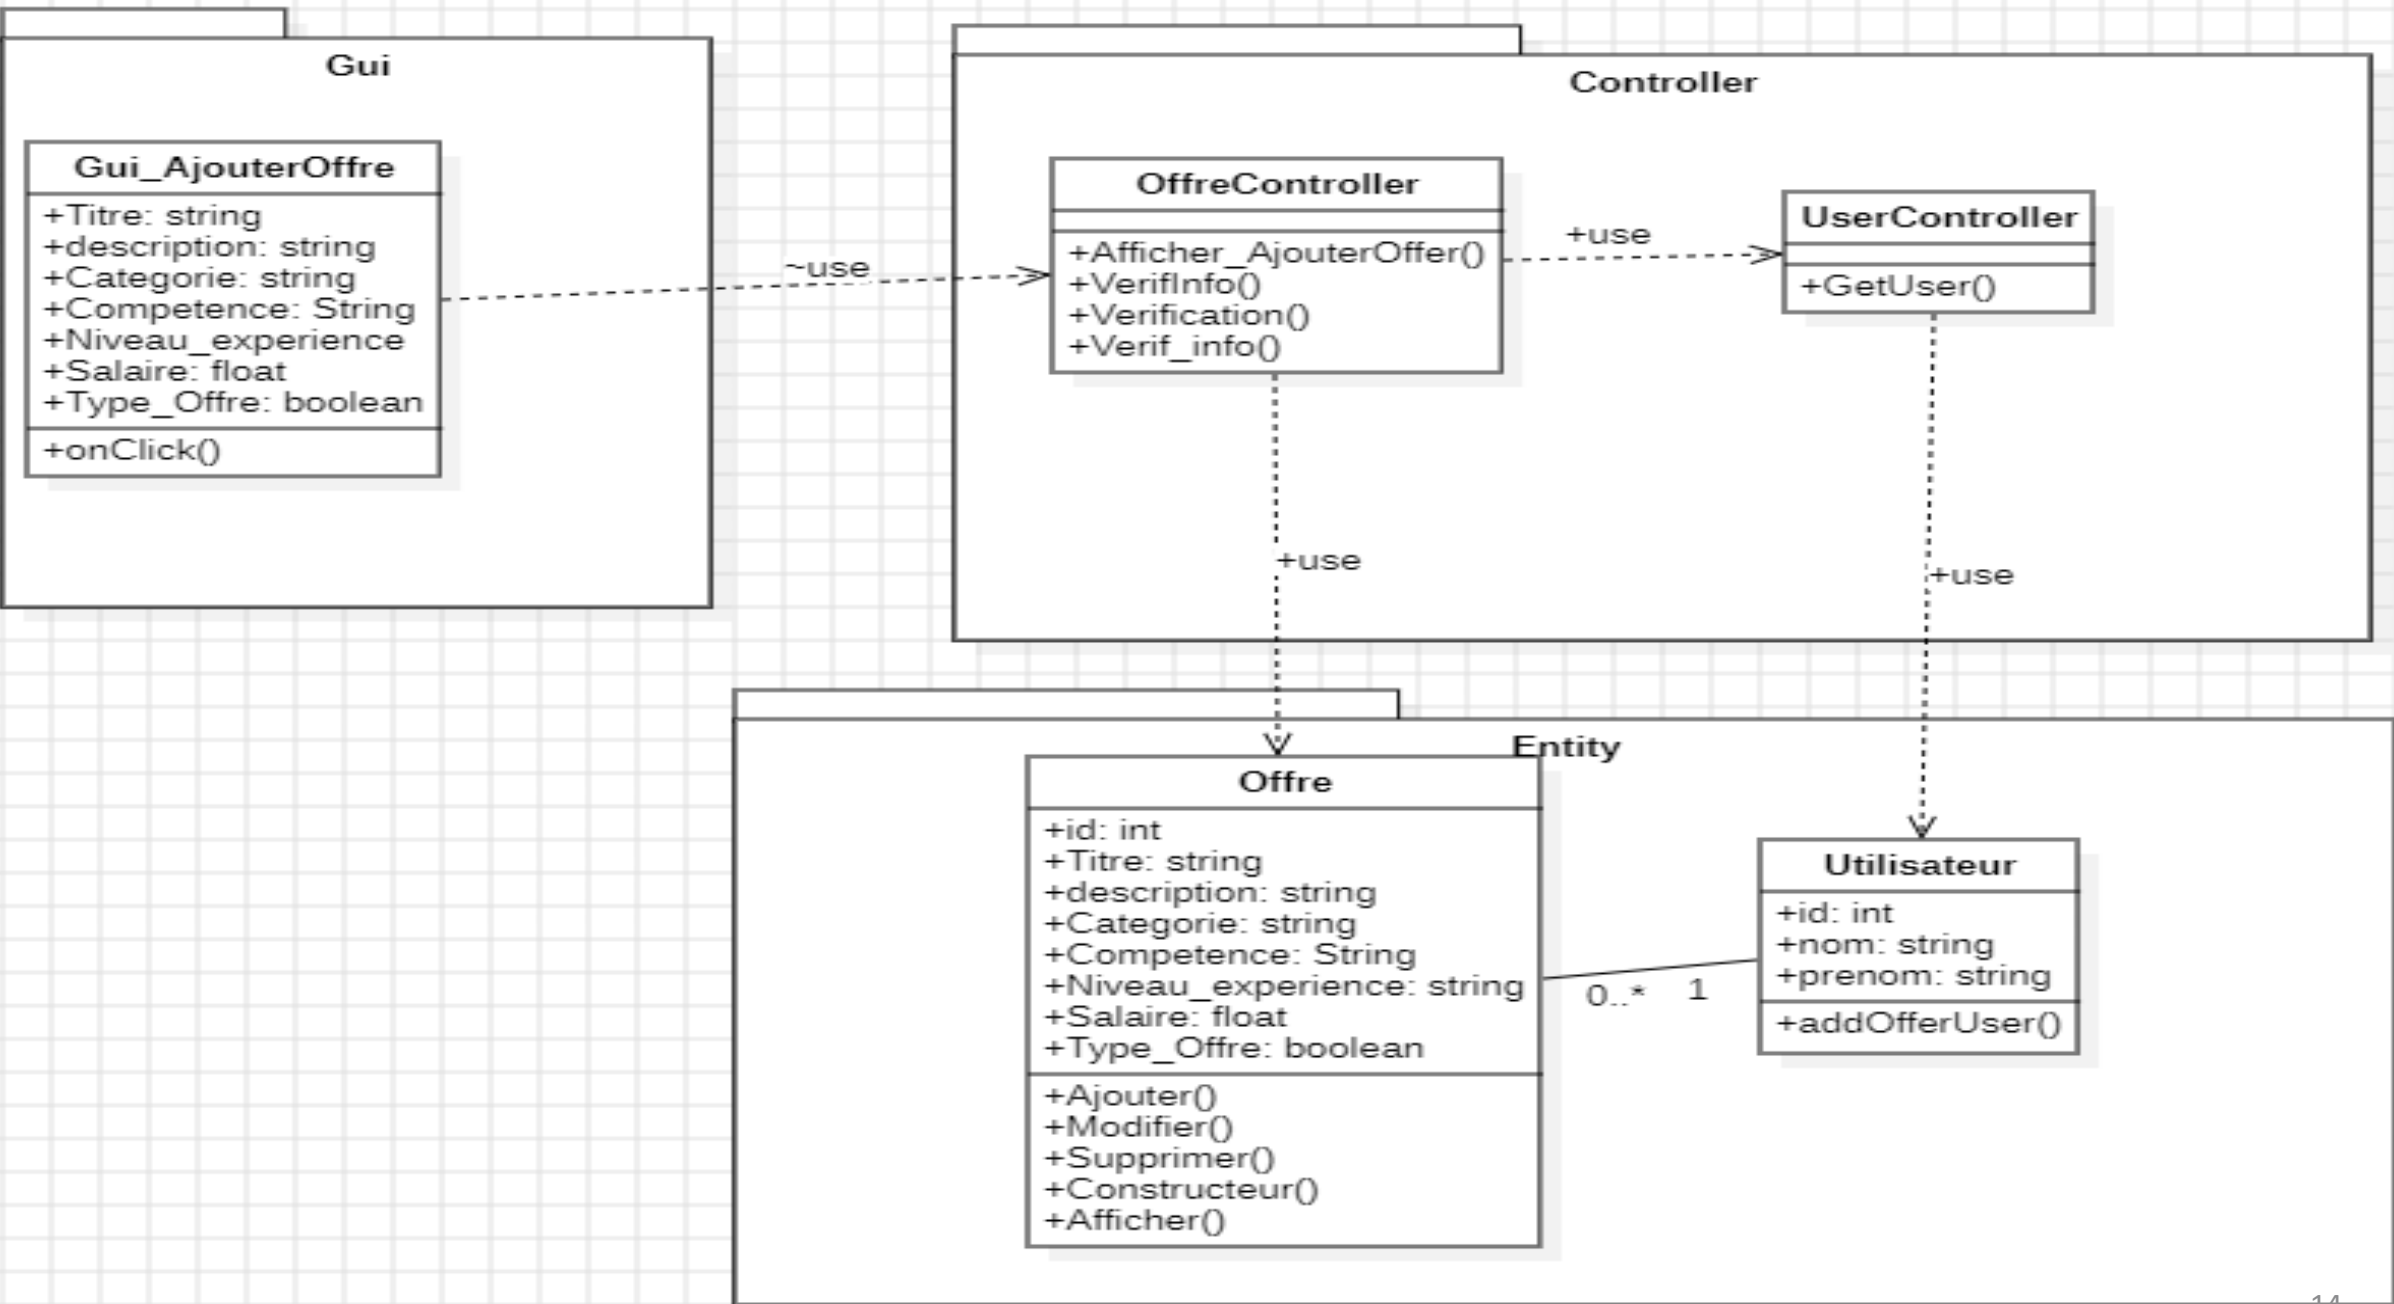 Gui
Gui_AjouterOffre
+Titre: string
+description: string
+Categorie: string
+Competence: String
+Niveau_experience
+Salaire: float
+Type_Offre: boolean
+onClick()
~use
Controller
OffreController
+Afficher_AjouterOffer()
+VerifInfo()
+Verification()
+Verif_info()
+use
UserController
+GetUser()
+use
+use
Entity
Offre
+id: int
+Titre: string
+description: string
+Categorie: string
+Competence: String
+Niveau_experience: string
+Salaire: float
+Type_Offre: boolean
+Ajouter()
+Modifier()
+Supprimer()
+Constructeur()
+Afficher()
0..* 1
Utilisateur
+id: int
+nom: string
+prenom: string
+addOfferUser()